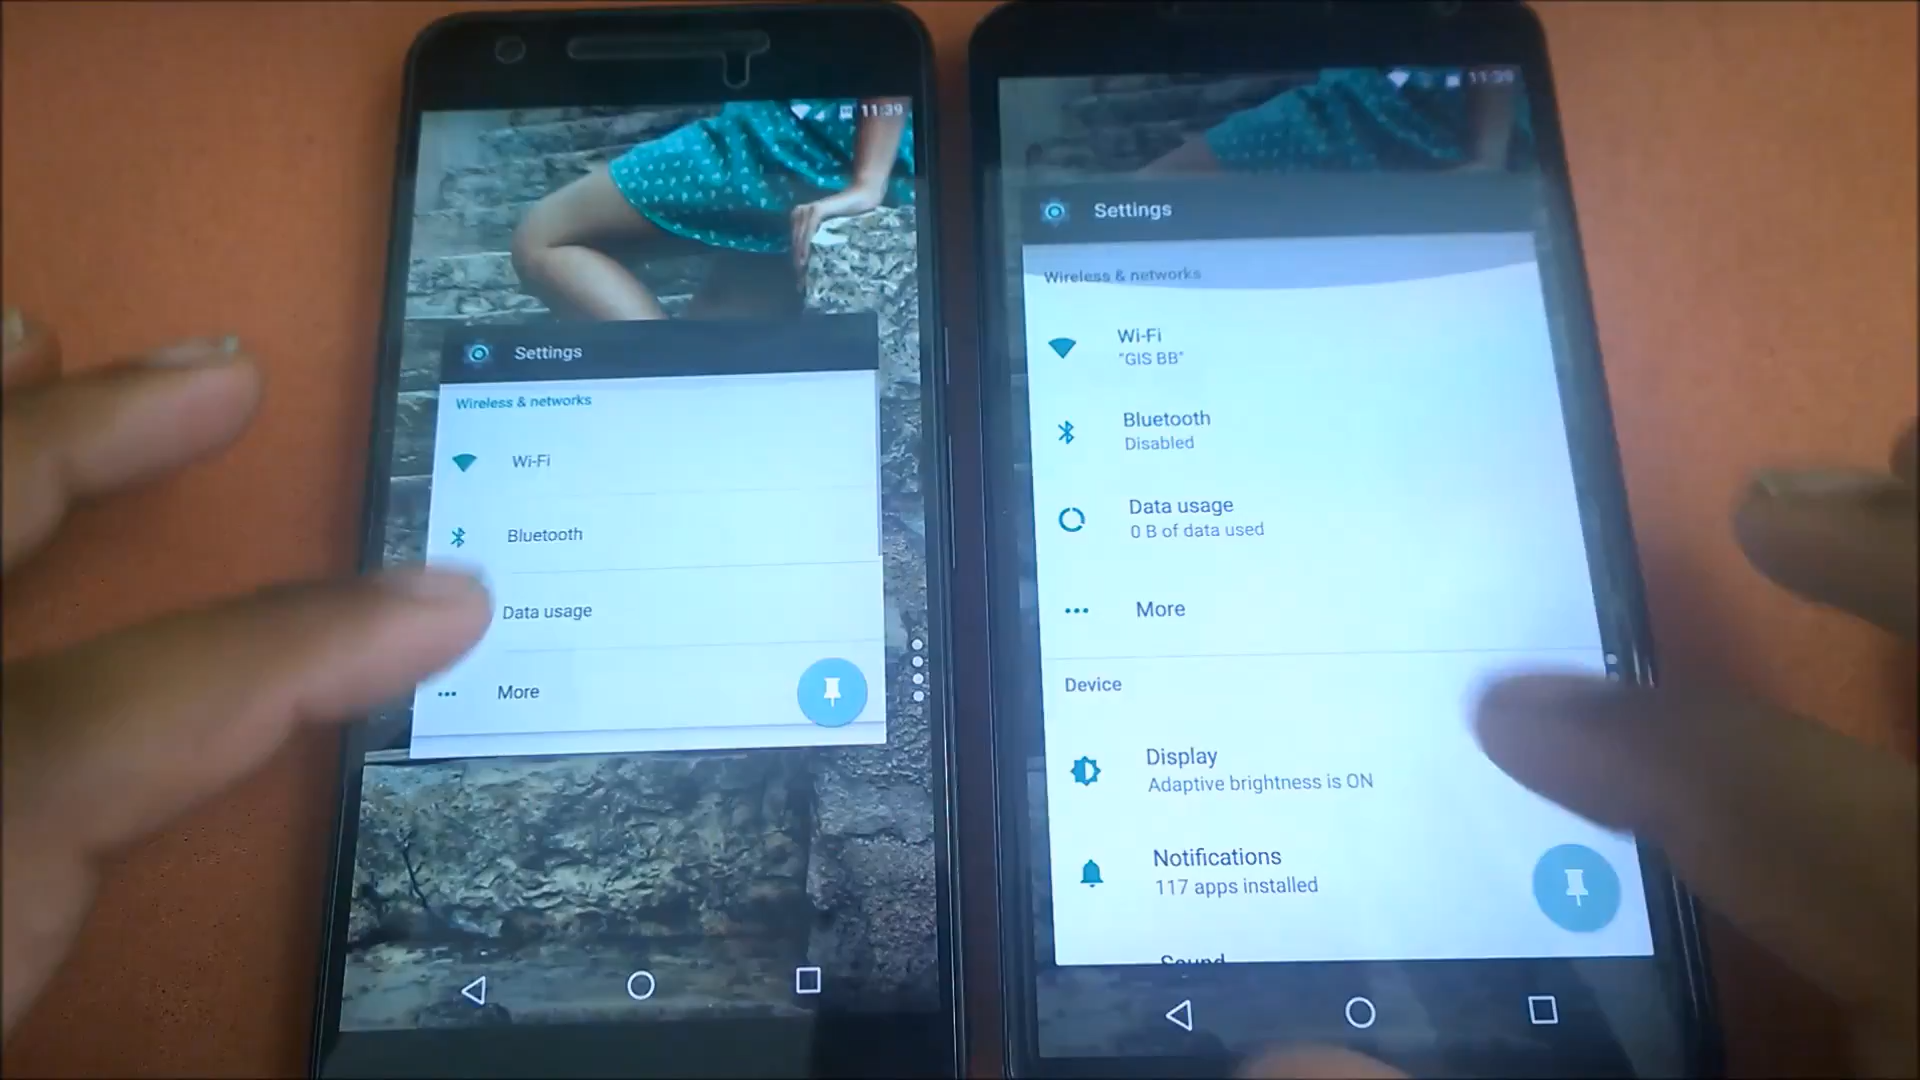 11:39
Settings
Wireless & networks
Wi-Fi
Bluetooth
Data usage
More
11:39
Settings
Wireless & networks
Wi-Fi
"GIS BB"
Bluetooth
Disabled
Data usage
0 B of data used
More
Device
Display
Adaptive brightness is ON
Notifications
117 apps installed
Sound